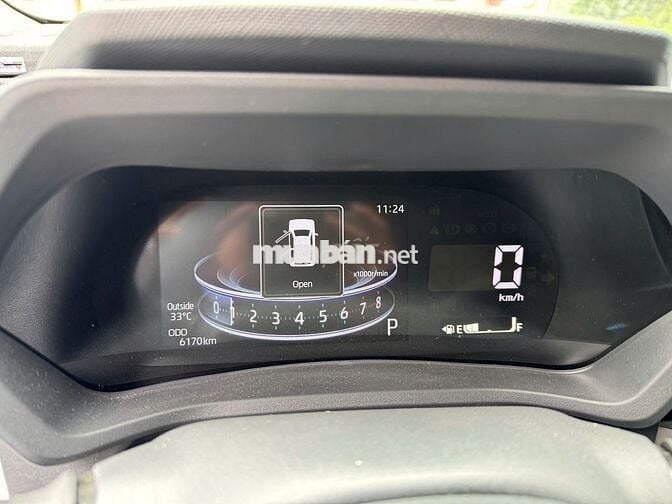 11:24
muaban.net
x1000r/min
Open
0 1 2 3 4 5 6 7 8
Outside
33°C
ODO
6170km
P
0
km/h
E F